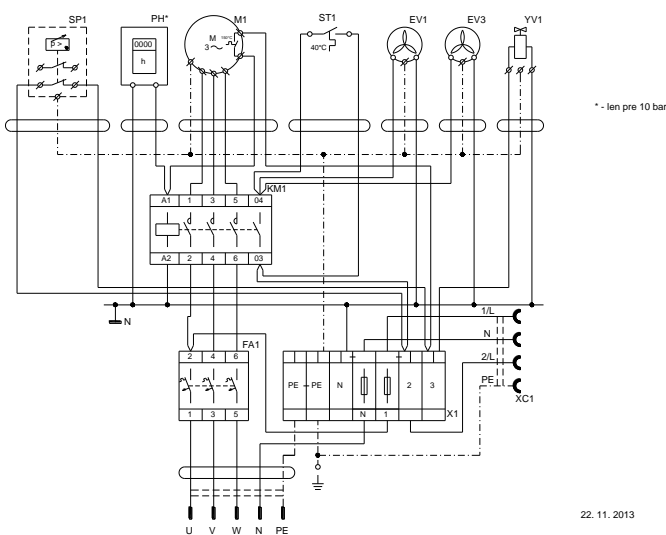 SP1 PH* M1 ST1 EV1 EV3 YV1
p >
0000
h
M
3
150°C
40°C
* - len pre 10 bar
KM1
A1 1 3 5 04
A2 2 4 6 03
N
FA1
2 4 6
1 3 5
1/L
N
2/L
PE
XC1
PE PE N 2 3
N 1
X1
U V W N PE
22. 11. 2013